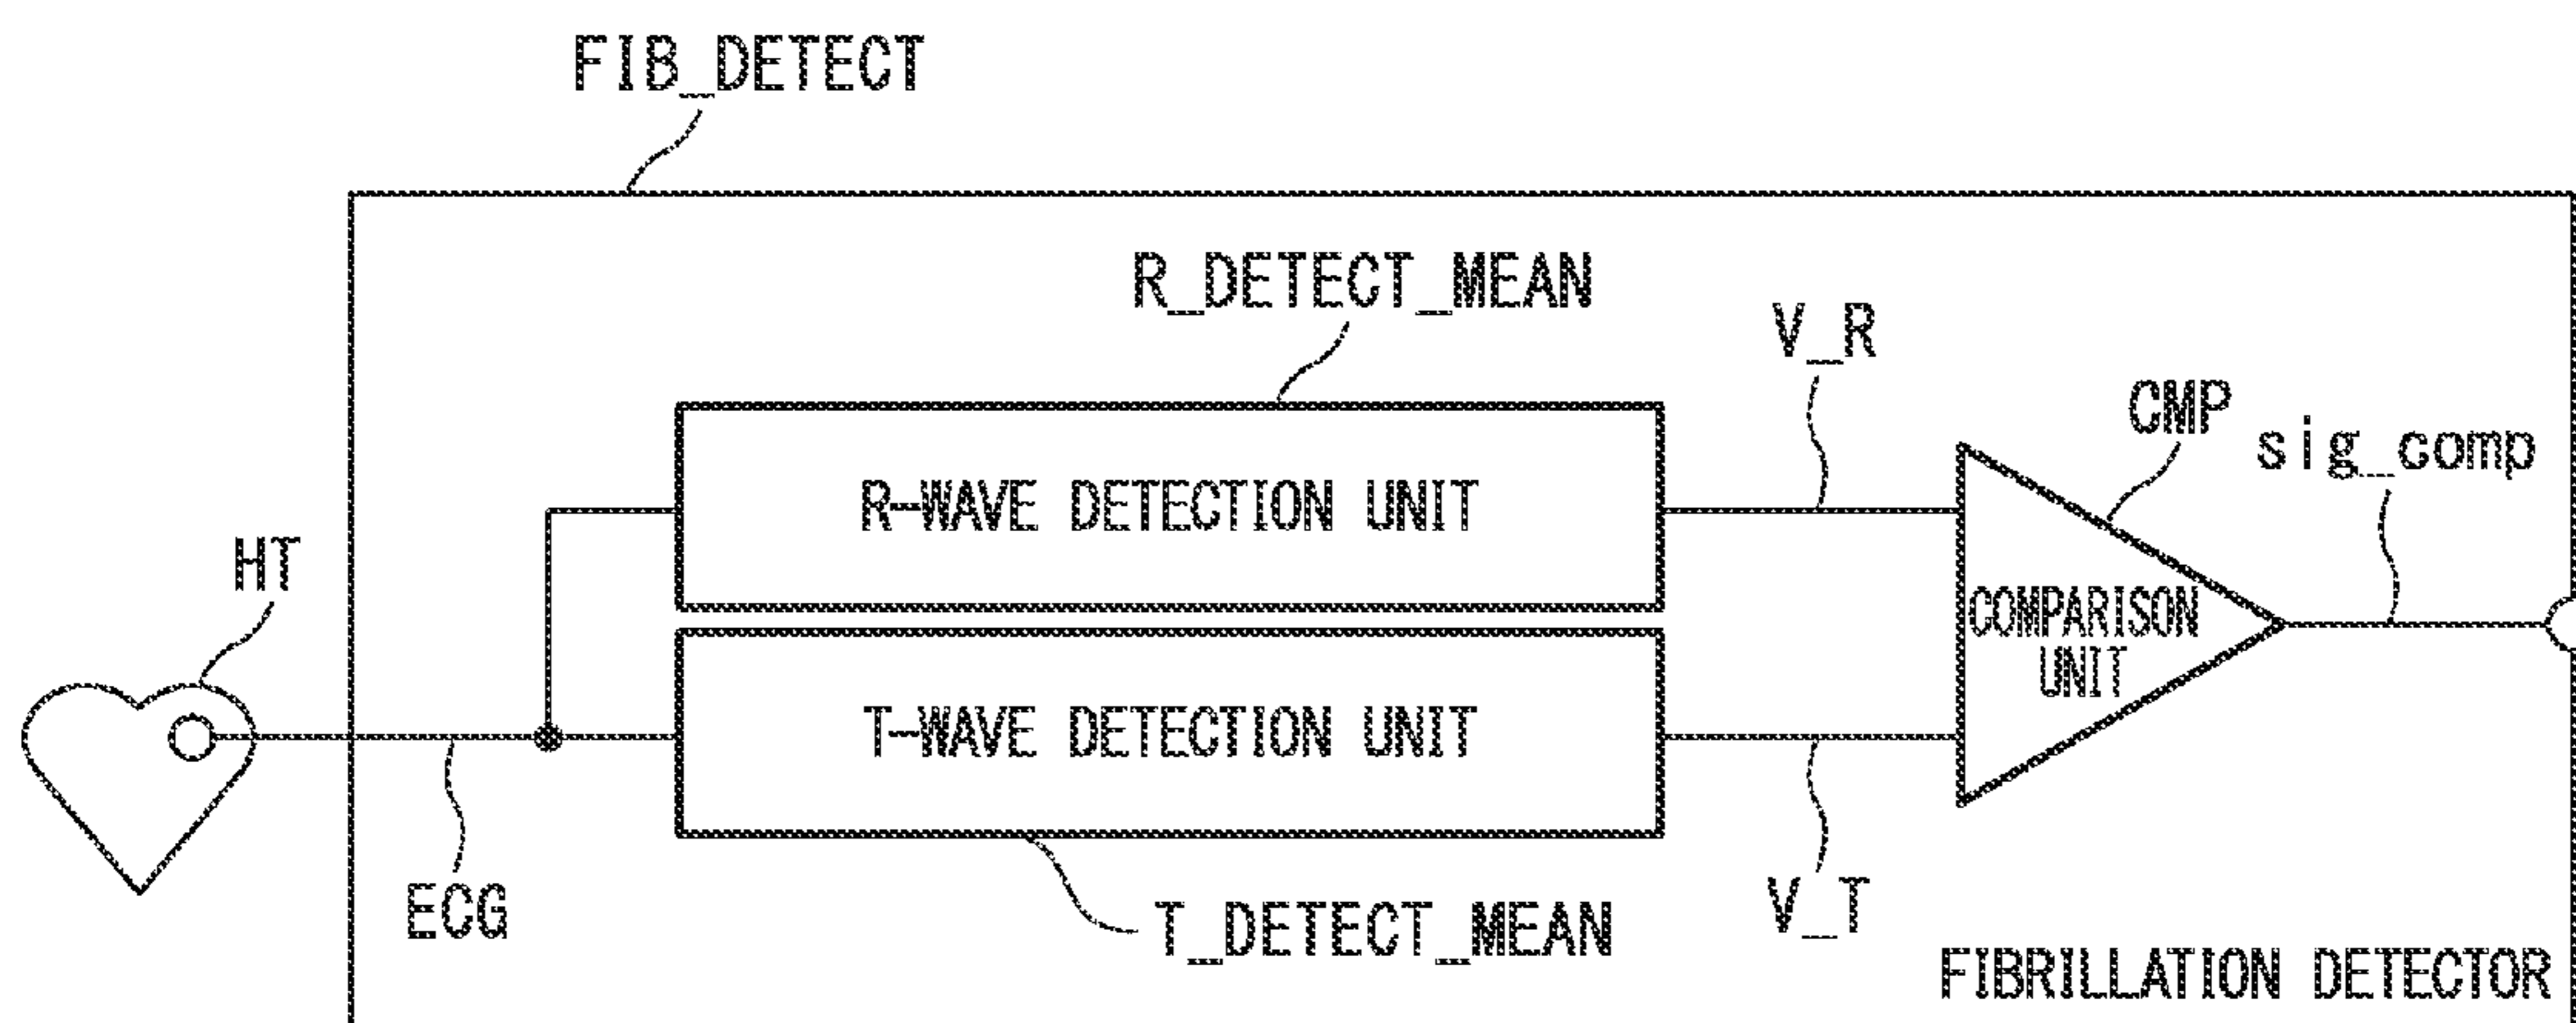 FIB_DETECT
R_DETECT_MEAN
V_R
CMP
sig_comp
R-WAVE DETECTION UNIT
HT
COMPARISON
UNIT
T-WAVE DETECTION UNIT
ECG
T_DETECT_MEAN
V_T
FIBRILLATION DETECTOR